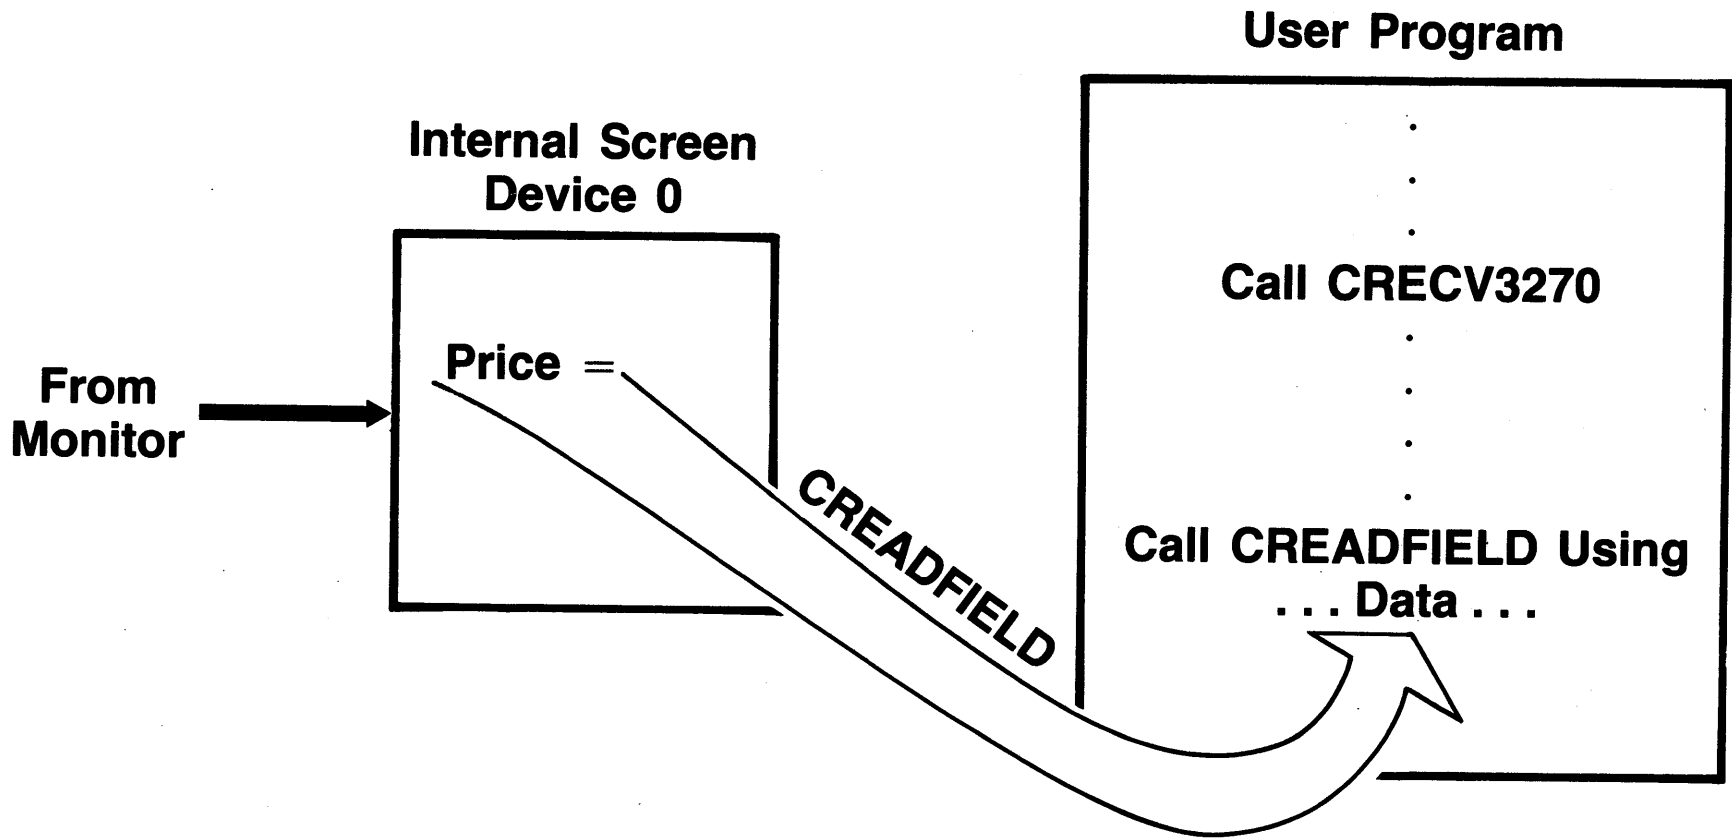 User Program
Internal Screen
Device 0
Call CRECV3270
Price =
From
Monitor
CREADFIELD
Call CREADFIELD Using
. . . Data . . .